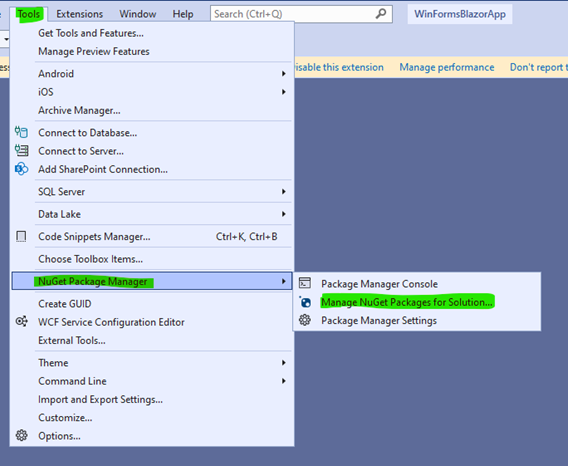 Tools Extensions Window Help Search (Ctrl+Q) WinFormsBlazorApp
Get Tools and Features...
Manage Preview Features
isable this extension Manage performance Don't report t
Android
iOS
Archive Manager...
Connect to Database...
Connect to Server...
Add SharePoint Connection...
SQL Server
Data Lake
Code Snippets Manager... Ctrl+K, Ctrl+B
Choose Toolbox Items...
NuGet Package Manager
Package Manager Console
Manage NuGet Packages for Solution...
Package Manager Settings
Create GUID
WCF Service Configuration Editor
External Tools...
Theme
Command Line
Import and Export Settings...
Customize...
Options...